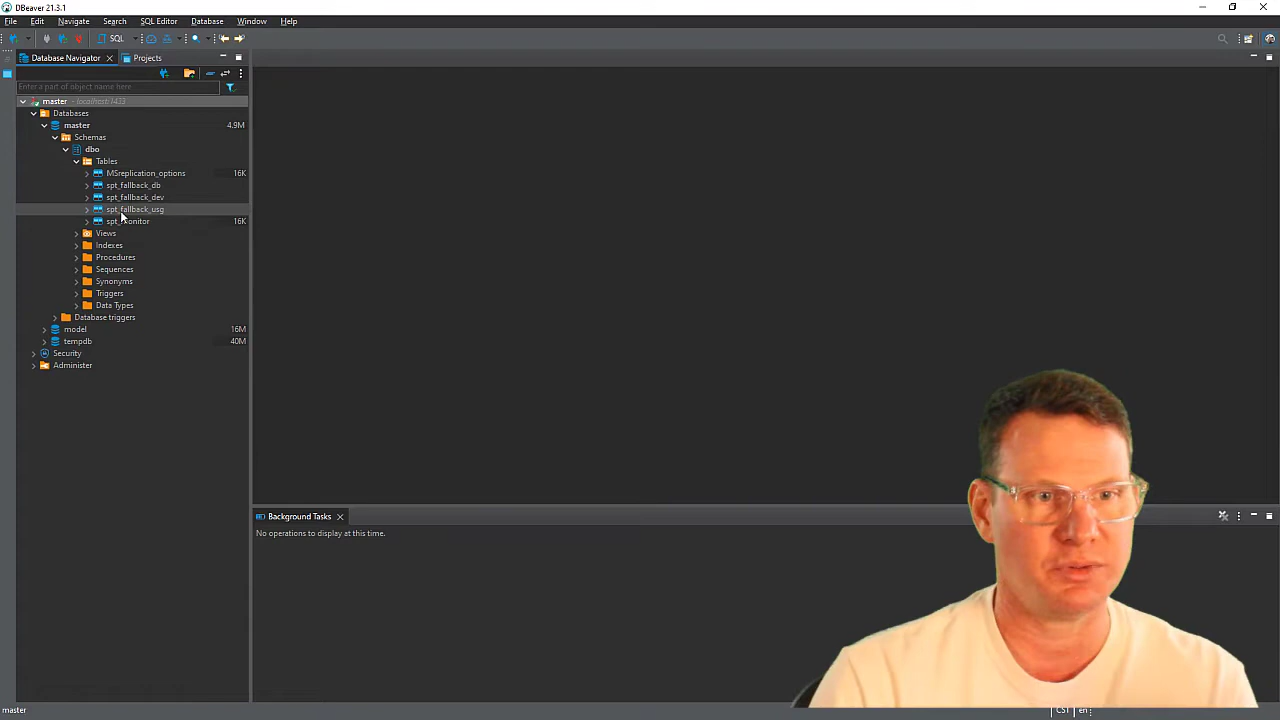 DBeaver 21.3.1
File Edit Navigate Search SQL Editor Database Window Help
SQL
Database Navigator Projects
Enter a part of object name here
master - localhost:1433
Databases
master 4.9M
Schemas
dbo
Tables
MSreplication_options 16K
spt_fallback_db
spt_fallback_dev
spt_fallback_usg
spt_monitor 16K
Views
Indexes
Procedures
Sequences
Synonyms
Triggers
Data Types
Database triggers
model 16M
tempdb 40M
Security
Administer
Background Tasks
No operations to display at this time.
master
CST en